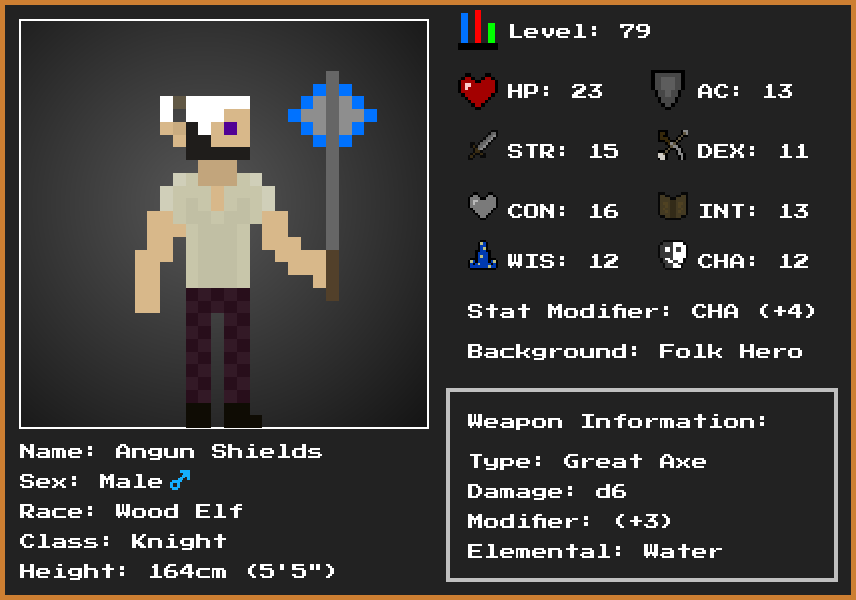 Level: 79
HP: 23 AC: 13
STR: 15 DEX: 11
CON: 16 INT: 13
WIS: 12 CHA: 12
Stat Modifier: CHA (+4)
Background: Folk Hero
Weapon Information:
Type: Great Axe
Damage: d6
Modifier: (+3)
Elemental: Water
Name: Angun Shields
Sex: Male ♂
Race: Wood Elf
Class: Knight
Height: 164cm (5'5")